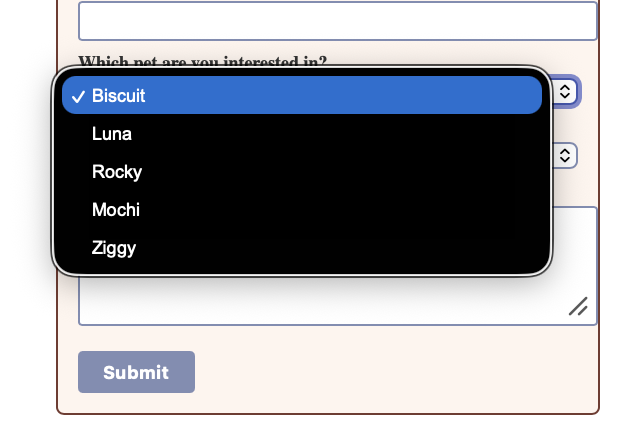 Which pet are you interested in?
Biscuit
Luna
Rocky
Mochi
Ziggy
Submit